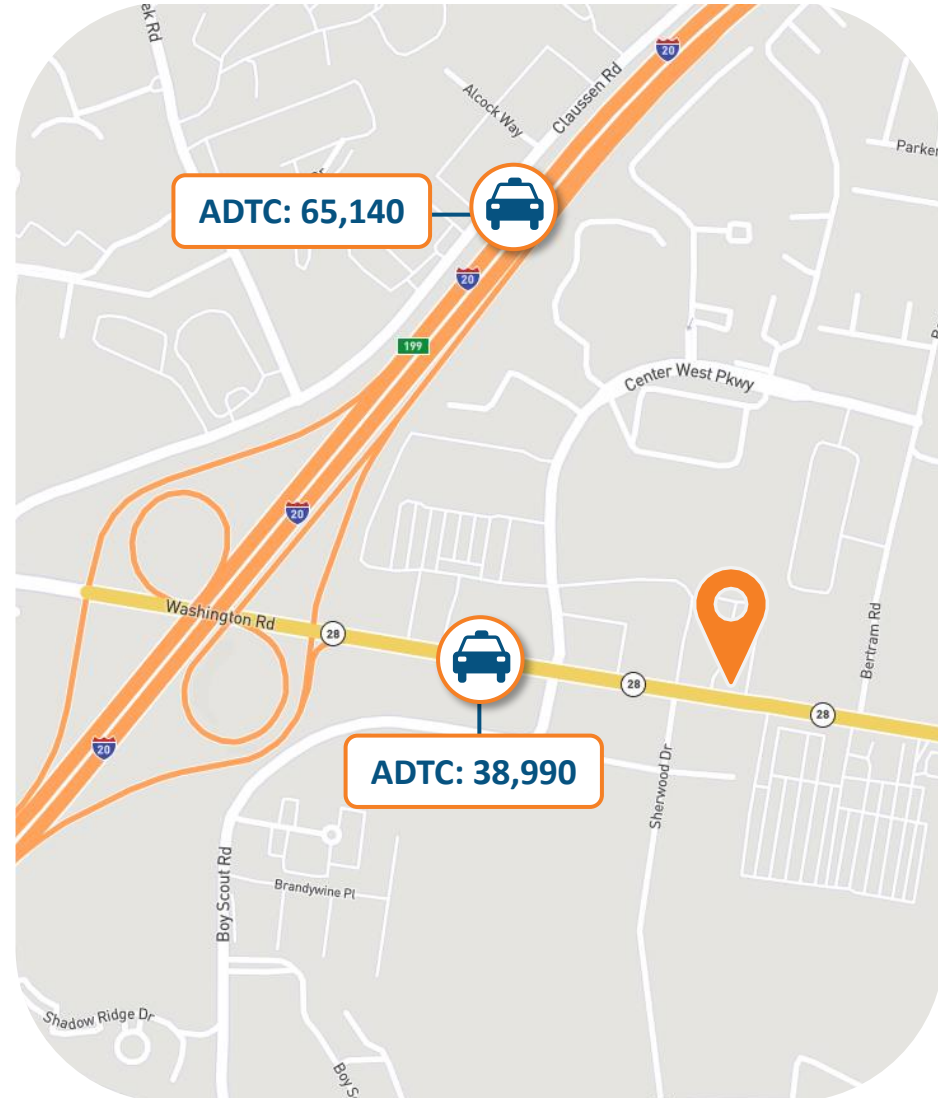 ek Rd
20
Claussen Rd
Alcock Way
Parker
ADTC: 65,140
20
199
Center West Pkwy
20
Washington Rd
28
Bertram Rd
28
28
20
ADTC: 38,990
Sherwood Dr
Boy Scout Rd
Brandywine Pl
Shadow Ridge Dr
Boy S